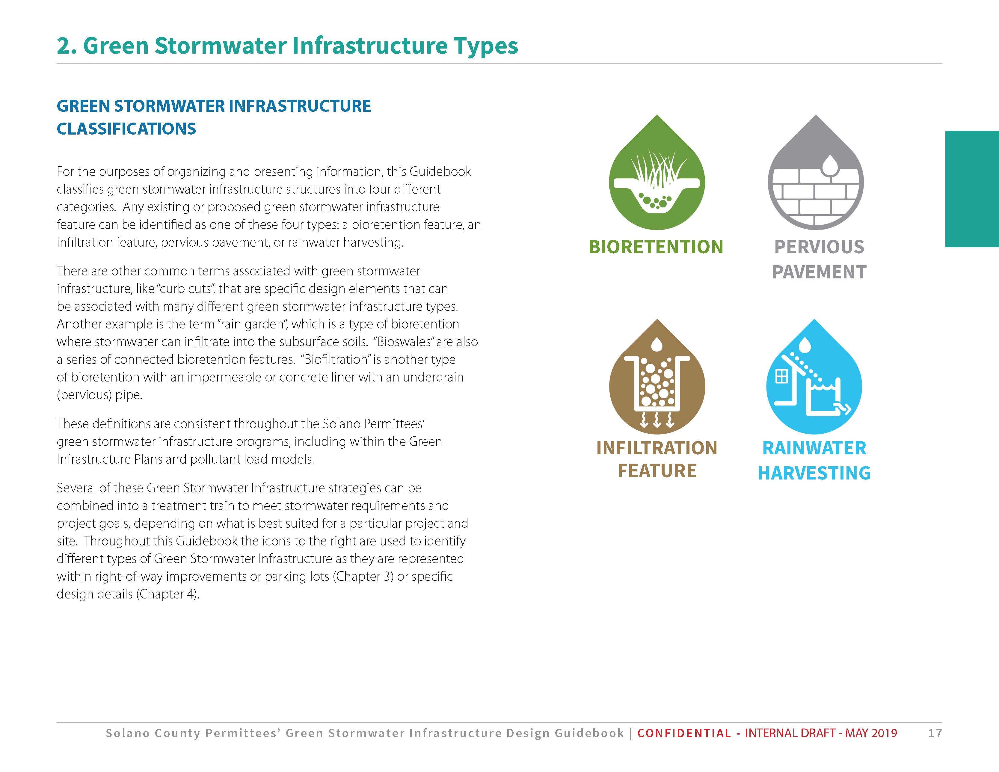 2. Green Stormwater Infrastructure Types
GREEN STORMWATER INFRASTRUCTURE
CLASSIFICATIONS
For the purposes of organizing and presenting information, this Guidebook
classifies green stormwater infrastructure structures into four different
categories.  Any existing or proposed green stormwater infrastructure
feature can be identified as one of these four types: a bioretention feature, an
infiltration feature, pervious pavement, or rainwater harvesting.
There are other common terms associated with green stormwater
infrastructure, like “curb cuts”, that are specific design elements that can
be associated with many different green stormwater infrastructure types.
Another example is the term “rain garden”, which is a type of bioretention
where stormwater can infiltrate into the subsurface soils.  “Bioswales” are also
a series of connected bioretention features.  “Biofiltration” is another type
of bioretention with an impermeable or concrete liner with an underdrain
(pervious) pipe.
These definitions are consistent throughout the Solano Permittees’
green stormwater infrastructure programs, including within the Green
Infrastructure Plans and pollutant load models.
Several of these Green Stormwater Infrastructure strategies can be
combined into a treatment train to meet stormwater requirements and
project goals, depending on what is best suited for a particular project and
site.  Throughout this Guidebook the icons to the right are used to identify
different types of Green Stormwater Infrastructure as they are represented
within right-of-way improvements or parking lots (Chapter 3) or specific
design details (Chapter 4).
BIORETENTION
PERVIOUS
PAVEMENT
INFILTRATION
FEATURE
RAINWATER
HARVESTING
Solano County Permittees’ Green Stormwater Infrastructure Design Guidebook | CONFIDENTIAL - INTERNAL DRAFT - MAY 2019 17